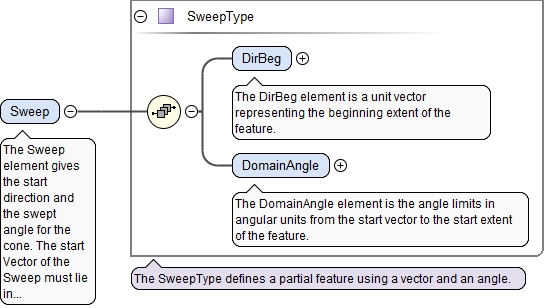 SweepType
DirBeg
The DirBeg element is a unit vector
representing the beginning extent of the
feature.
Sweep
The Sweep
element gives
the start
direction and
the swept
angle for the
cone. The start
Vector of the
Sweep must lie
in...
DomainAngle
The DomainAngle element is the angle limits in
angular units from the start vector to the start extent
of the feature.
The SweepType defines a partial feature using a vector and an angle.